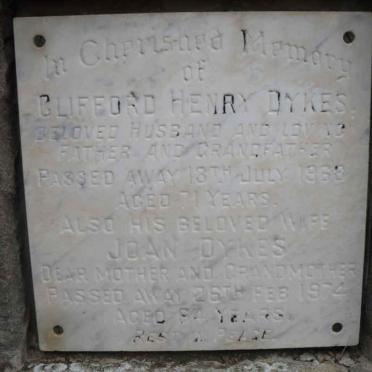 In Cherished Memory
of
CLIFFORD HENRY DYKES.
BELOVED HUSBAND AND LOVING
FATHER AND GRANDFATHER
PASSED AWAY 18TH JULY
AGED 71 YEARS.
ALSO HIS BELOVED WIFE
JOAN DYKES
DEAR MOTHER AND GRANDMOTHER
PASSED AWAY 26TH FEB 1974
AGED 84 YEARS.
REST IN PEACE